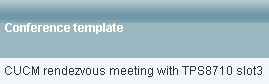 Conference template
CUCM rendezvous meeting with TPS8710 slot3